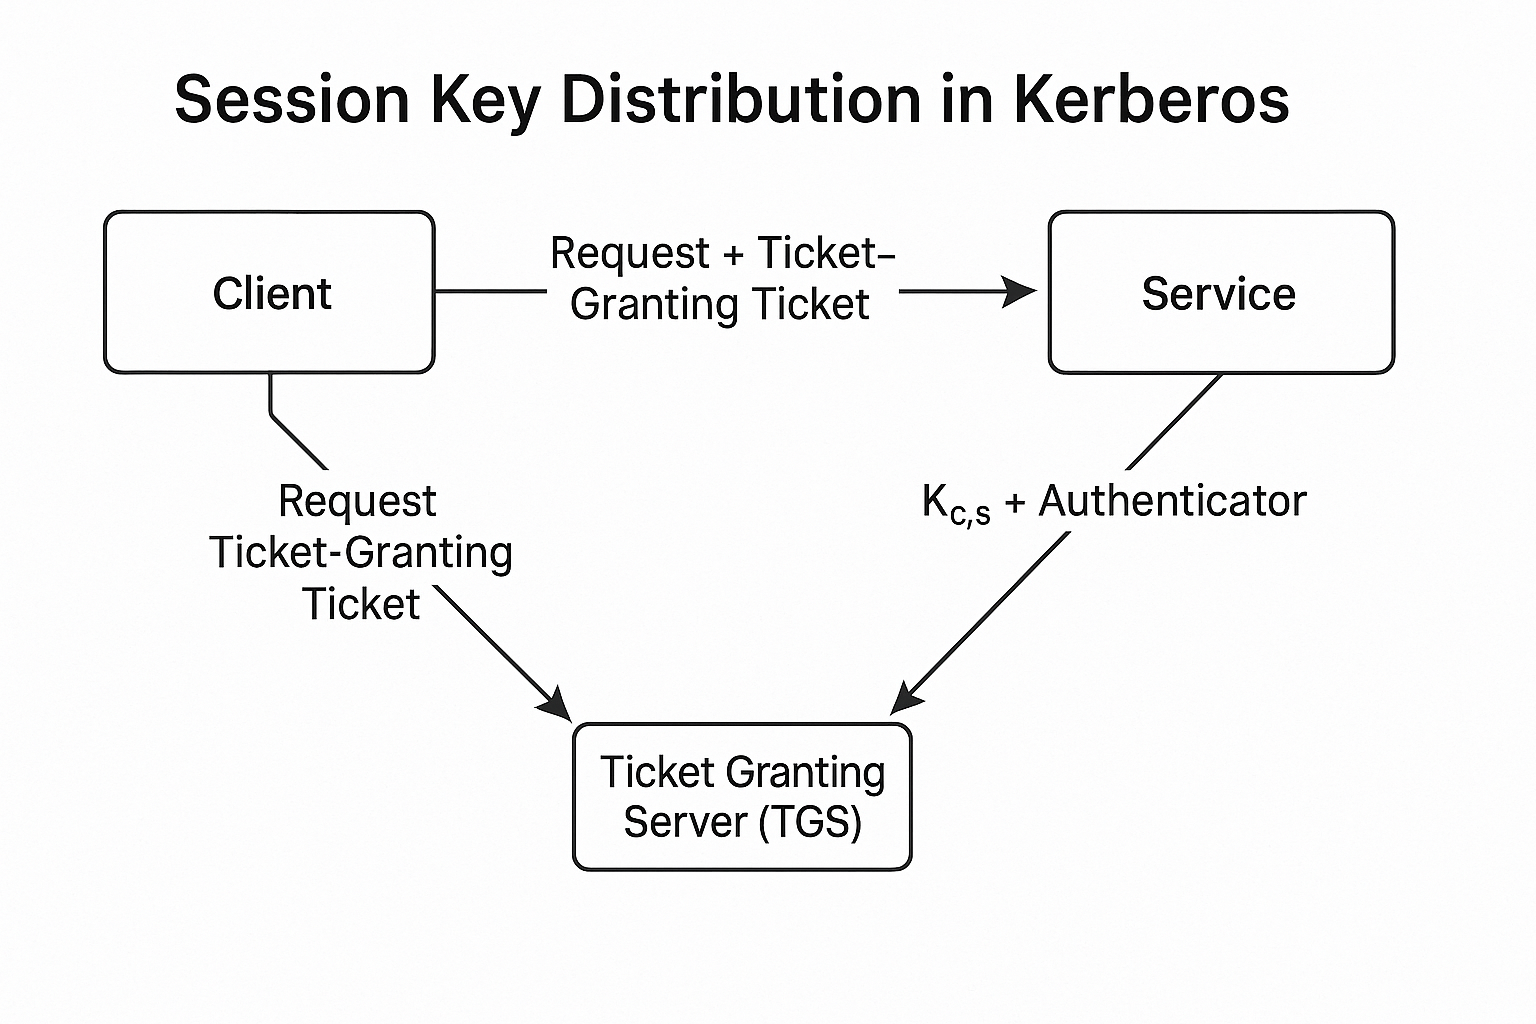 Session Key Distribution in Kerberos
Client
Request + Ticket–
Granting Ticket
Service
Request
Ticket-Granting
Ticket
Kc,s + Authenticator
Ticket Granting
Server (TGS)